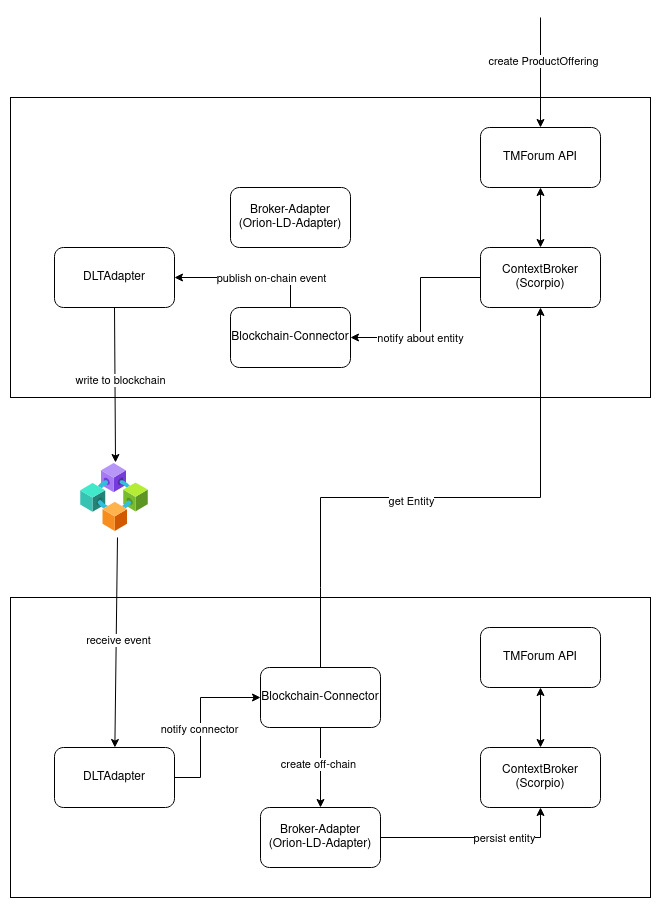 create ProductOffering
TMForum API
Broker-Adapter
(Orion-LD-Adapter)
DLTAdapter
publish on-chain event
ContextBroker
(Scorpio)
Blockchain-Connector
notify about entity
write to blockchain
get Entity
receive event
TMForum API
Blockchain-Connector
notify connector
create off-chain
DLTAdapter
ContextBroker
(Scorpio)
Broker-Adapter
(Orion-LD-Adapter)
persist entity